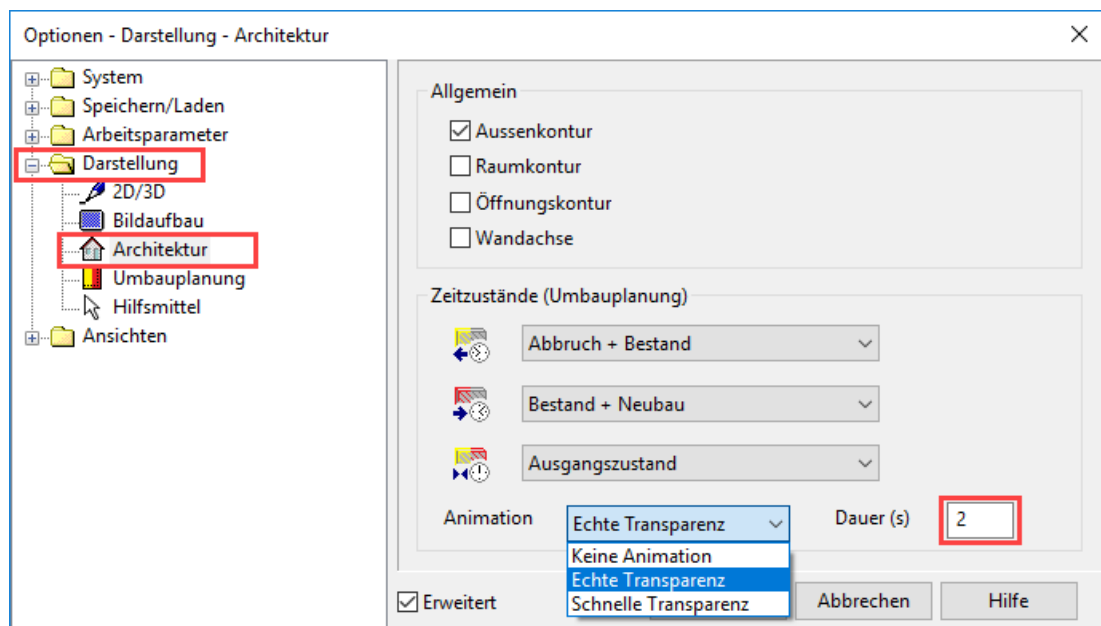 Optionen - Darstellung - Architektur
System
Speichern/Laden
Arbeitsparameter
Darstellung
2D/3D
Bildaufbau
Architektur
Umbauplanung
Hilfsmittel
Ansichten
Allgemein
Aussenkontur
Raumkontur
Öffnungskontur
Wandachse
Zeitzustände (Umbauplanung)
Abbruch + Bestand
Bestand + Neubau
Ausgangszustand
Animation Echte Transparenz Dauer (s) 2
Keine Animation
Echte Transparenz
Schnelle Transparenz
Erweitert Abbrechen Hilfe